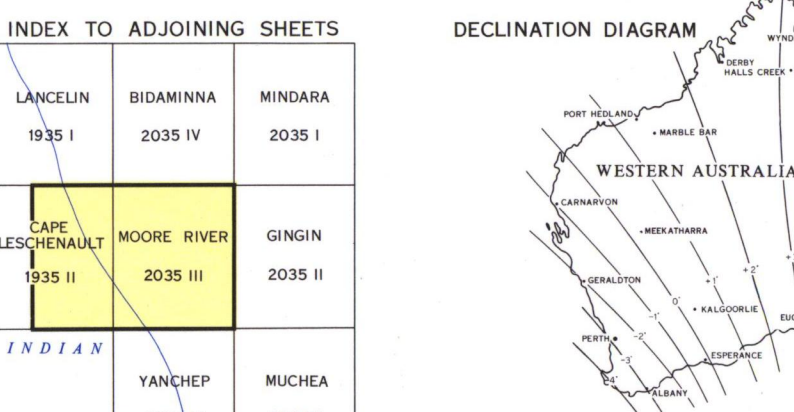 INDEX TO ADJOINING SHEETS
LANCELIN
1935 I
BIDAMINNA
2035 IV
MINDARA
2035 I
CAPE
LESCHENAULT
1935 II
MOORE RIVER
2035 III
GINGIN
2035 II
INDIAN
YANCHEP
MUCHEA
DECLINATION DIAGRAM
DERBY
HALLS CREEK
PORT HEDLAND
MARBLE BAR
WESTERN AUSTRALIA
CARNARVON
MEEKATHARRA
GERALDTON
+1°
+2°
0°
KALGOORLIE
-1°
PERTH
-2°
-3°
ESPERANCE
-4°
ALBANY